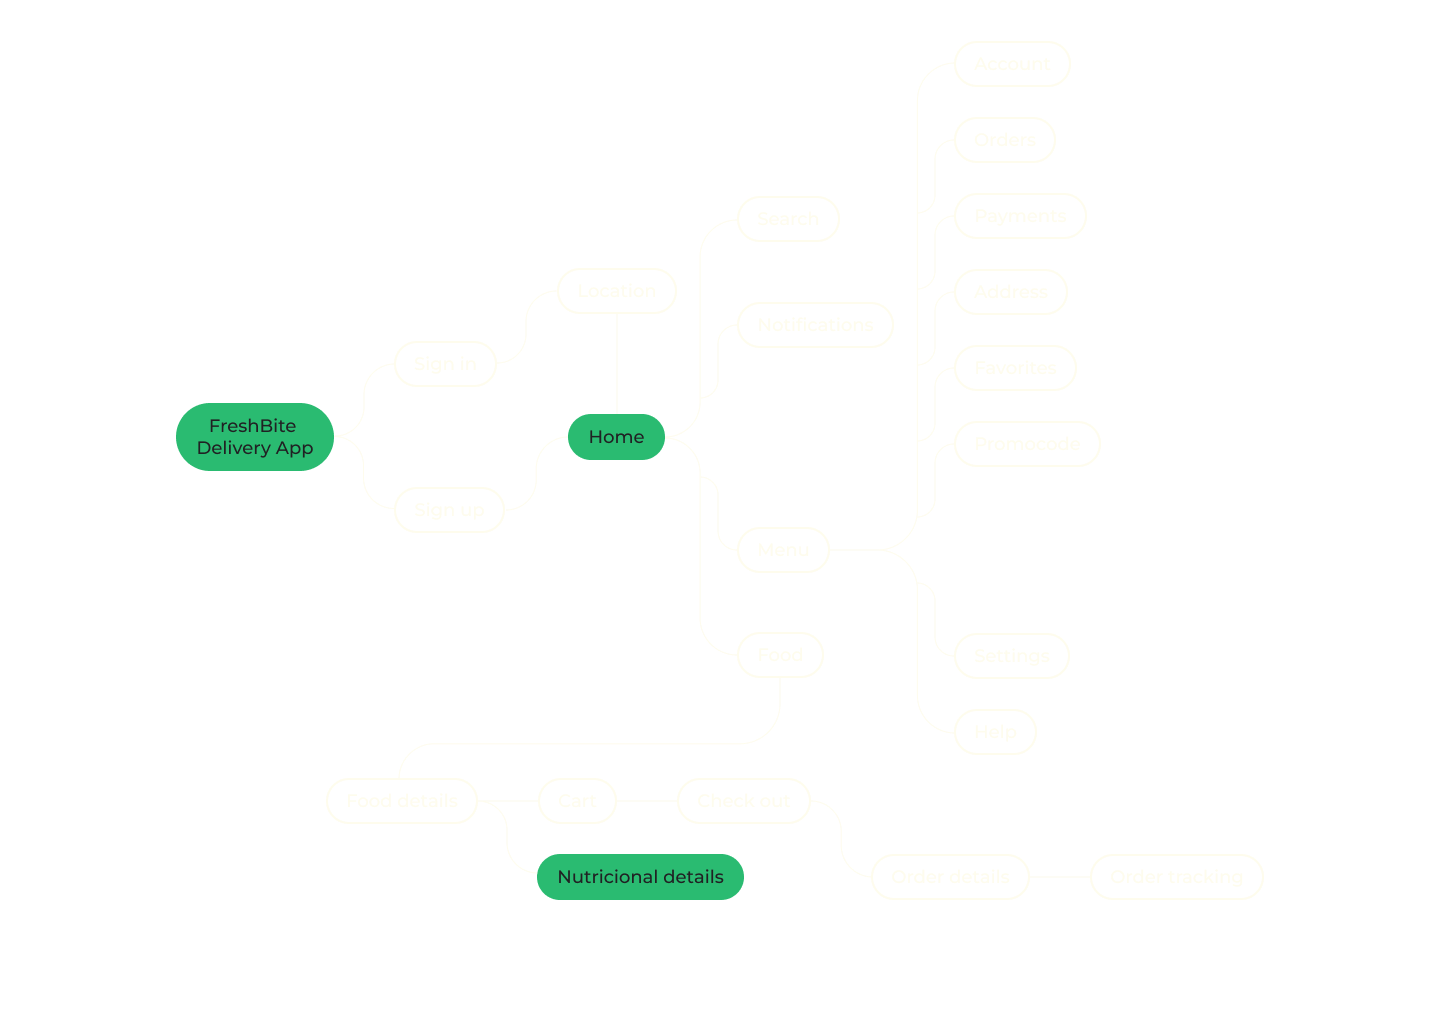 Account
Orders
Payments
Search
Address
Location
Notifications
Sign in
Favorites
FreshBite
Delivery App
Home
Promocode
Sign up
Menu
Food
Settings
Help
Food details
Cart
Check out
Nutricional details
Order details
Order tracking